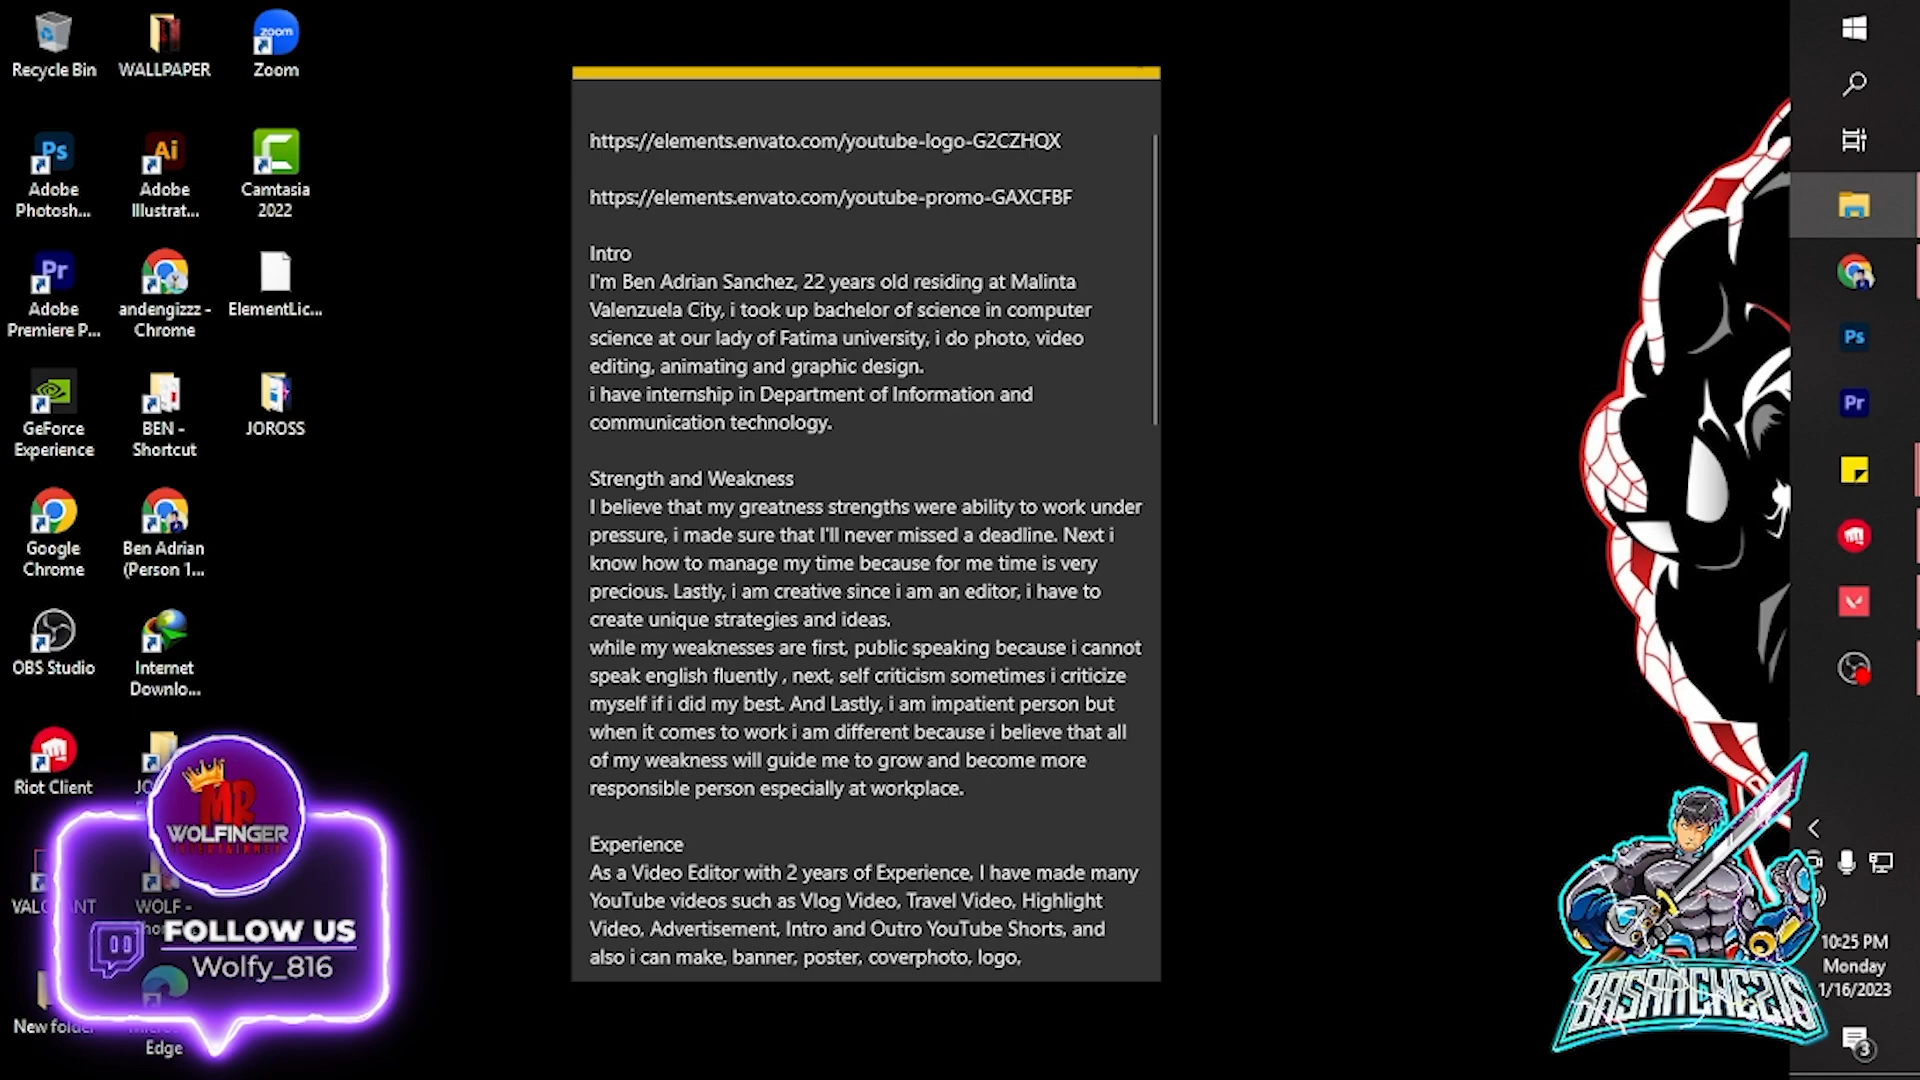 Recycle Bin
WALLPAPER
Zoom
Adobe
Photosh...
Adobe
Illustrat...
Camtasia
2022
Adobe
Premiere P...
andengizzz -
Chrome
ElementLic...
GeForce
Experience
BEN -
Shortcut
JOROSS
Google
Chrome
Ben Adrian
(Person 1...
OBS Studio
Internet
Downlo...
Riot Client
WOLF -
New folder
Edge
MR
WOLFINGER
FOLLOW US
Wolfy_816
https://elements.envato.com/youtube-logo-G2CZHQX
https://elements.envato.com/youtube-promo-GAXCFBF
Intro
I'm Ben Adrian Sanchez, 22 years old residing at Malinta
Valenzuela City, i took up bachelor of science in computer
science at our lady of Fatima university, i do photo, video
editing, animating and graphic design.
i have internship in Department of Information and
communication technology.
Strength and Weakness
I believe that my greatness strengths were ability to work under
pressure, i made sure that I'll never missed a deadline. Next i
know how to manage my time because for me time is very
precious. Lastly, i am creative since i am an editor, i have to
create unique strategies and ideas.
while my weaknesses are first, public speaking because i cannot
speak english fluently , next, self criticism sometimes i criticize
myself if i did my best. And Lastly, i am impatient person but
when it comes to work i am different because i believe that all
of my weakness will guide me to grow and become more
responsible person especially at workplace.
Experience
As a Video Editor with 2 years of Experience, I have made many
YouTube videos such as Vlog Video, Travel Video, Highlight
Video, Advertisement, Intro and Outro YouTube Shorts, and
also i can make, banner, poster, coverphoto, logo,
Ps
Pr
BASANCHEZ16
10:25 PM
Monday
1/16/2023
3